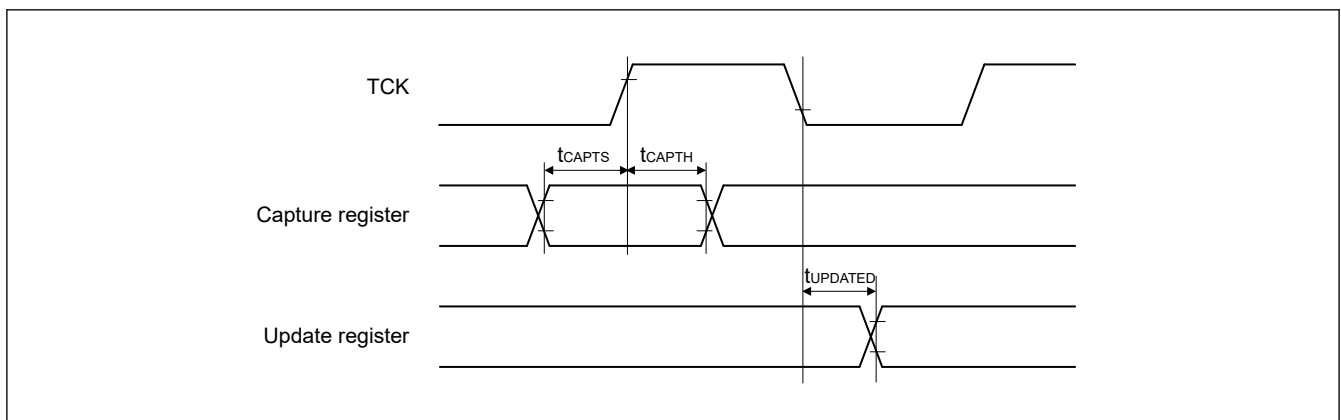 TCK
tCAPTS
tCAPTH
Capture register
tUPDATED
Update register